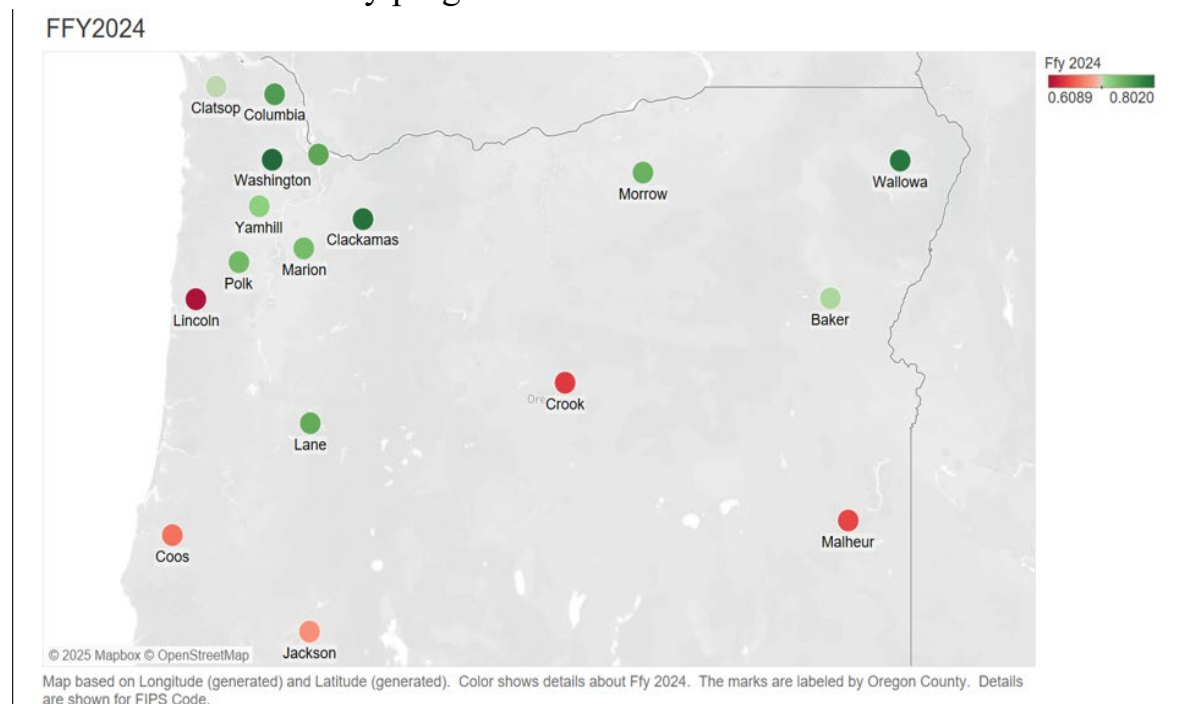 FFY2024
Ffy 2024
0.6089 0.8020
Clatsop
Columbia
Washington
Morrow
Wallowa
Yamhill
Clackamas
Marion
Polk
Lincoln
Baker
Ore
Crook
Lane
Malheur
Coos
Jackson
© 2025 Mapbox © OpenStreetMap
Map based on Longitude (generated) and Latitude (generated). Color shows details about Ffy 2024. The marks are labeled by Oregon County. Details
are shown for FIPS Code.